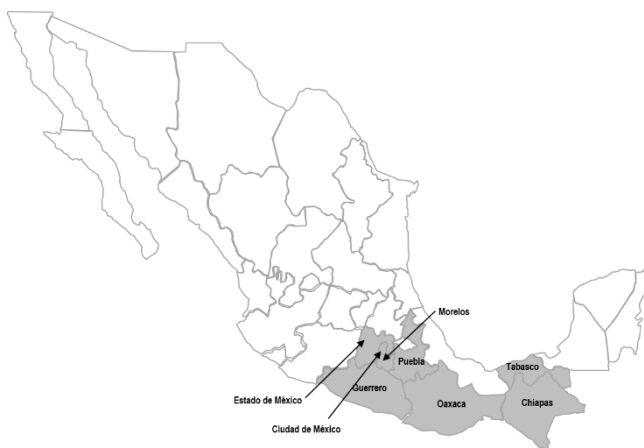 Morelos
Puebla
Tabasco
Estado de México
Guerrero
Oaxaca
Chiapas
Ciudad de México